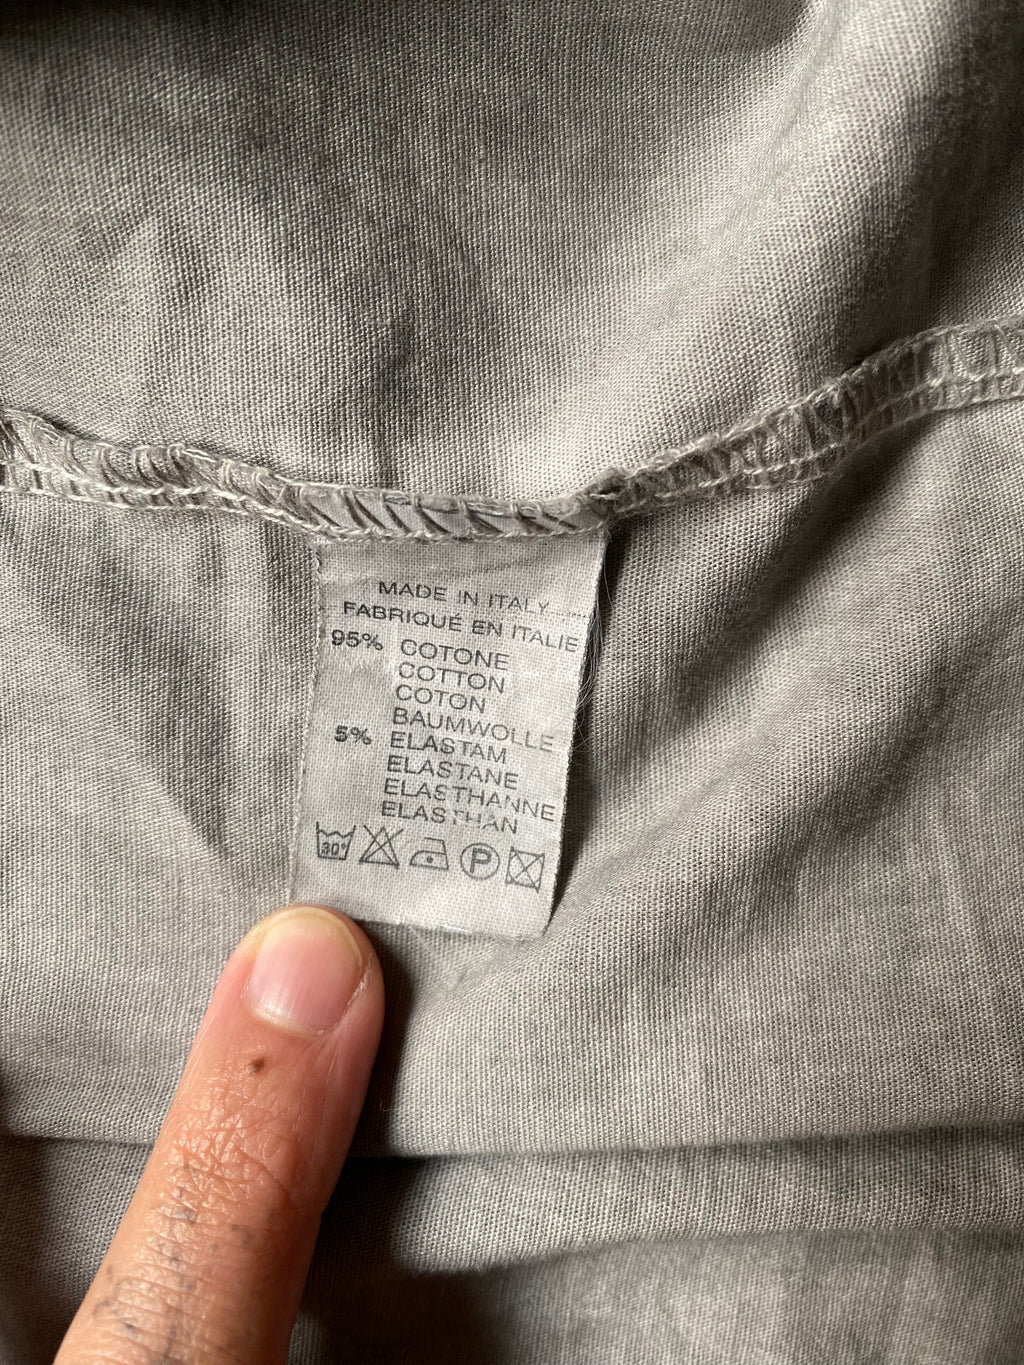 MADE IN ITALY
FABRIQUÉ EN ITALIE
95% COTONE
COTTON
COTON
BAUMWOLLE
5% ELASTAM
ELASTANE
ELASTHANNE
ELASTHAN
30° P